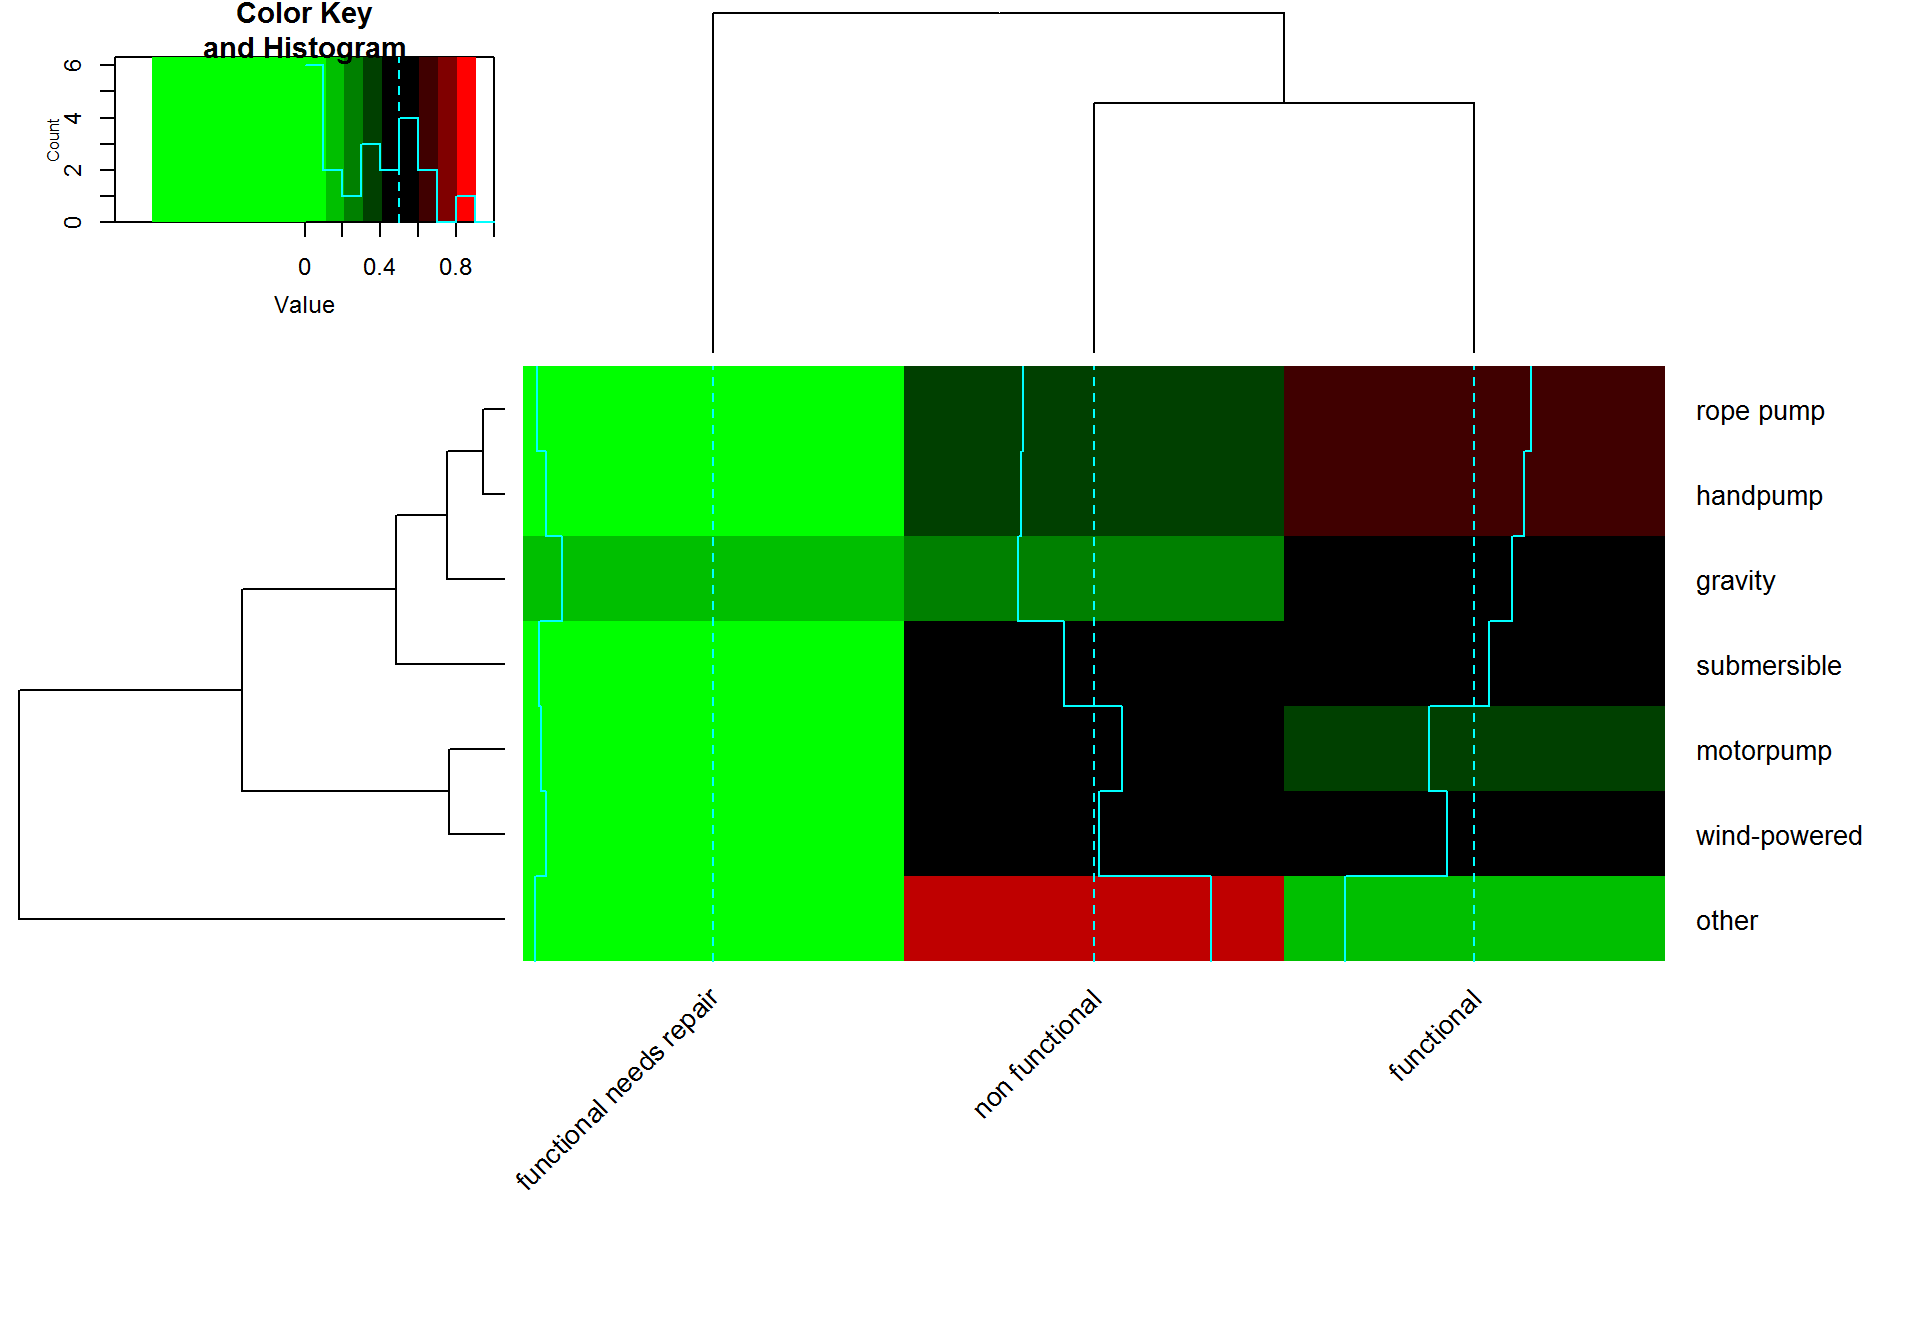 Color Key
and Histogram
Count
0 2 4 6
0 0.4 0.8
Value
rope pump
handpump
gravity
submersible
motorpump
wind-powered
other
functional needs repair
non functional
functional